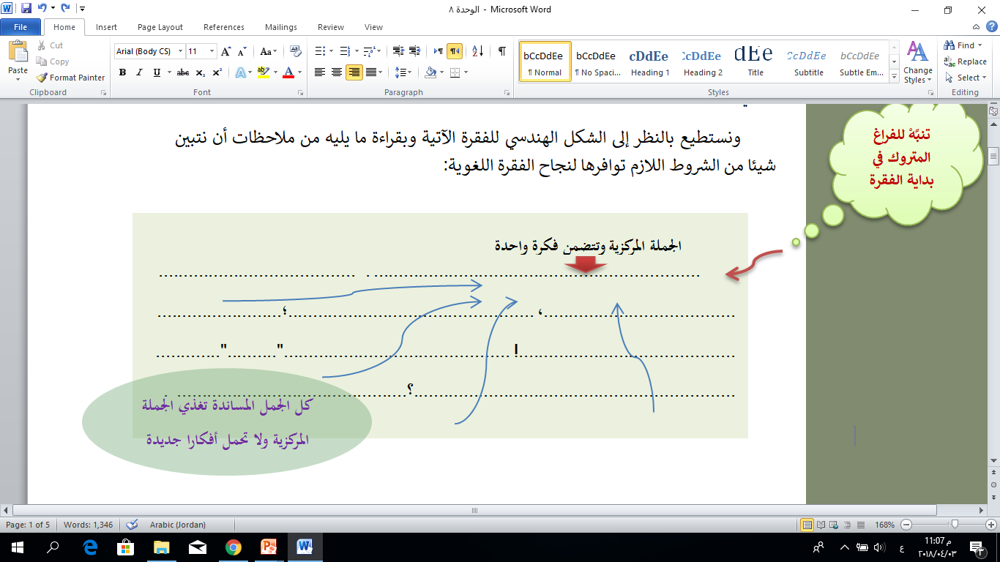 الوحدة ٨ - Microsoft Word
File Home Insert Page Layout References Mailings Review View
Paste
Cut
Copy
Format Painter
Clipboard
Arial (Body CS) 11
Font
Paragraph
bCcDdEe bCcDdEe cDdEe CcDdEe dEe CcDdEe bCcDdEe
¶ Normal ¶ No Spaci... Heading 1 Heading 2 Title Subtitle Subtle Em...
Change Styles
Styles
Find
Replace
Select
Editing
ونستطيع بالنظر إلى الشكل الهندسي للفقرة الآتية وبقراءة ما يليه من ملاحظات أن نتبين
شيئا من الشروط اللازم توافرها لنجاح الفقرة اللغوية:
تنبَّهْ للفراغ
المتروك في
بداية الفقرة
الجملة المركزية وتتضمن فكرة واحدة
كل الجمل المساندة تغذي الجملة
المركزية ولا تحمل أفكارا جديدة
Page: 1 of 5 Words: 1,346 Arabic (Jordan) 168%
ع
11:07 م
٢٠١٨/٠٤/٠٣
٣